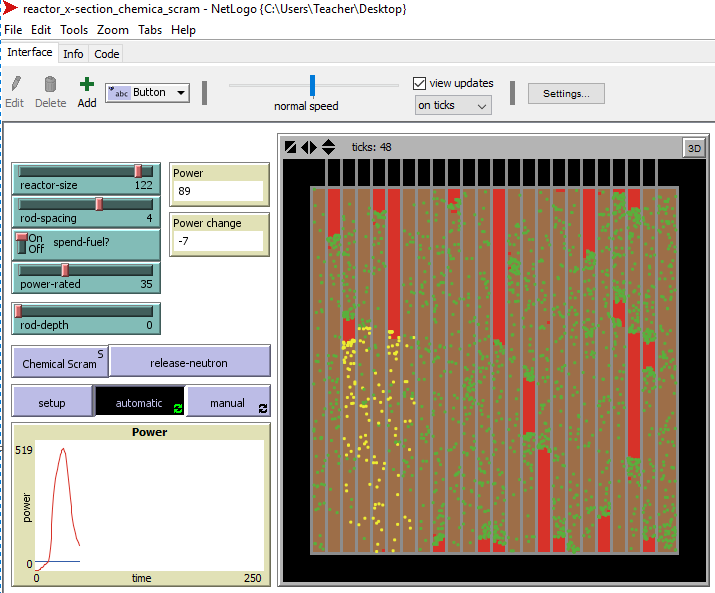 reactor_x-section_chemica_scram - NetLogo {C:\Users\Teacher\Desktop}
File Edit Tools Zoom Tabs Help
Interface Info Code
Edit Delete Add abc Button normal speed view updates on ticks Settings...
ticks: 48 3D
reactor-size 122
rod-spacing 4
On Off spend-fuel?
power-rated 35
rod-depth 0
Power
89
Power change
-7
Chemical Scram S release-neutron
setup automatic manual
Power
519
power
0
0 time 250